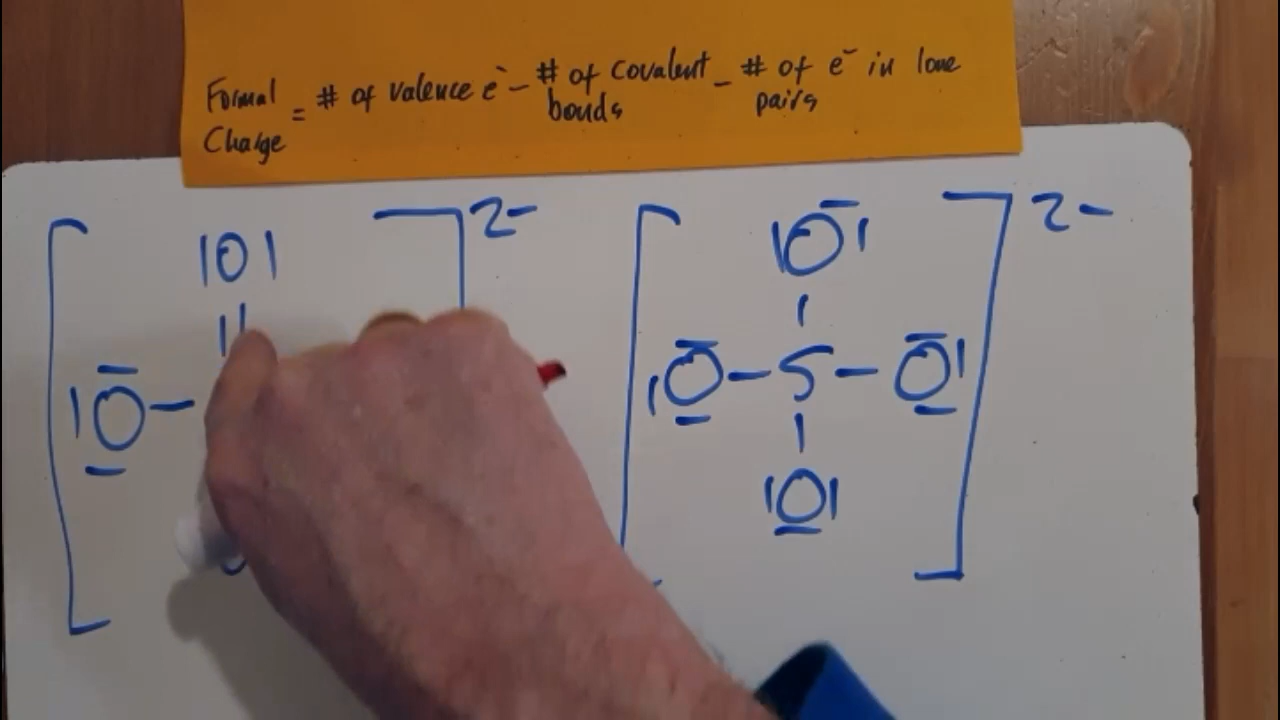 Formal Charge = # of valence e⁻ - # of covalent bonds - # of e⁻ in lone pairs
2-
2-
|O|
|O|
||
|
|O -
|O - S - O|
|
|O|